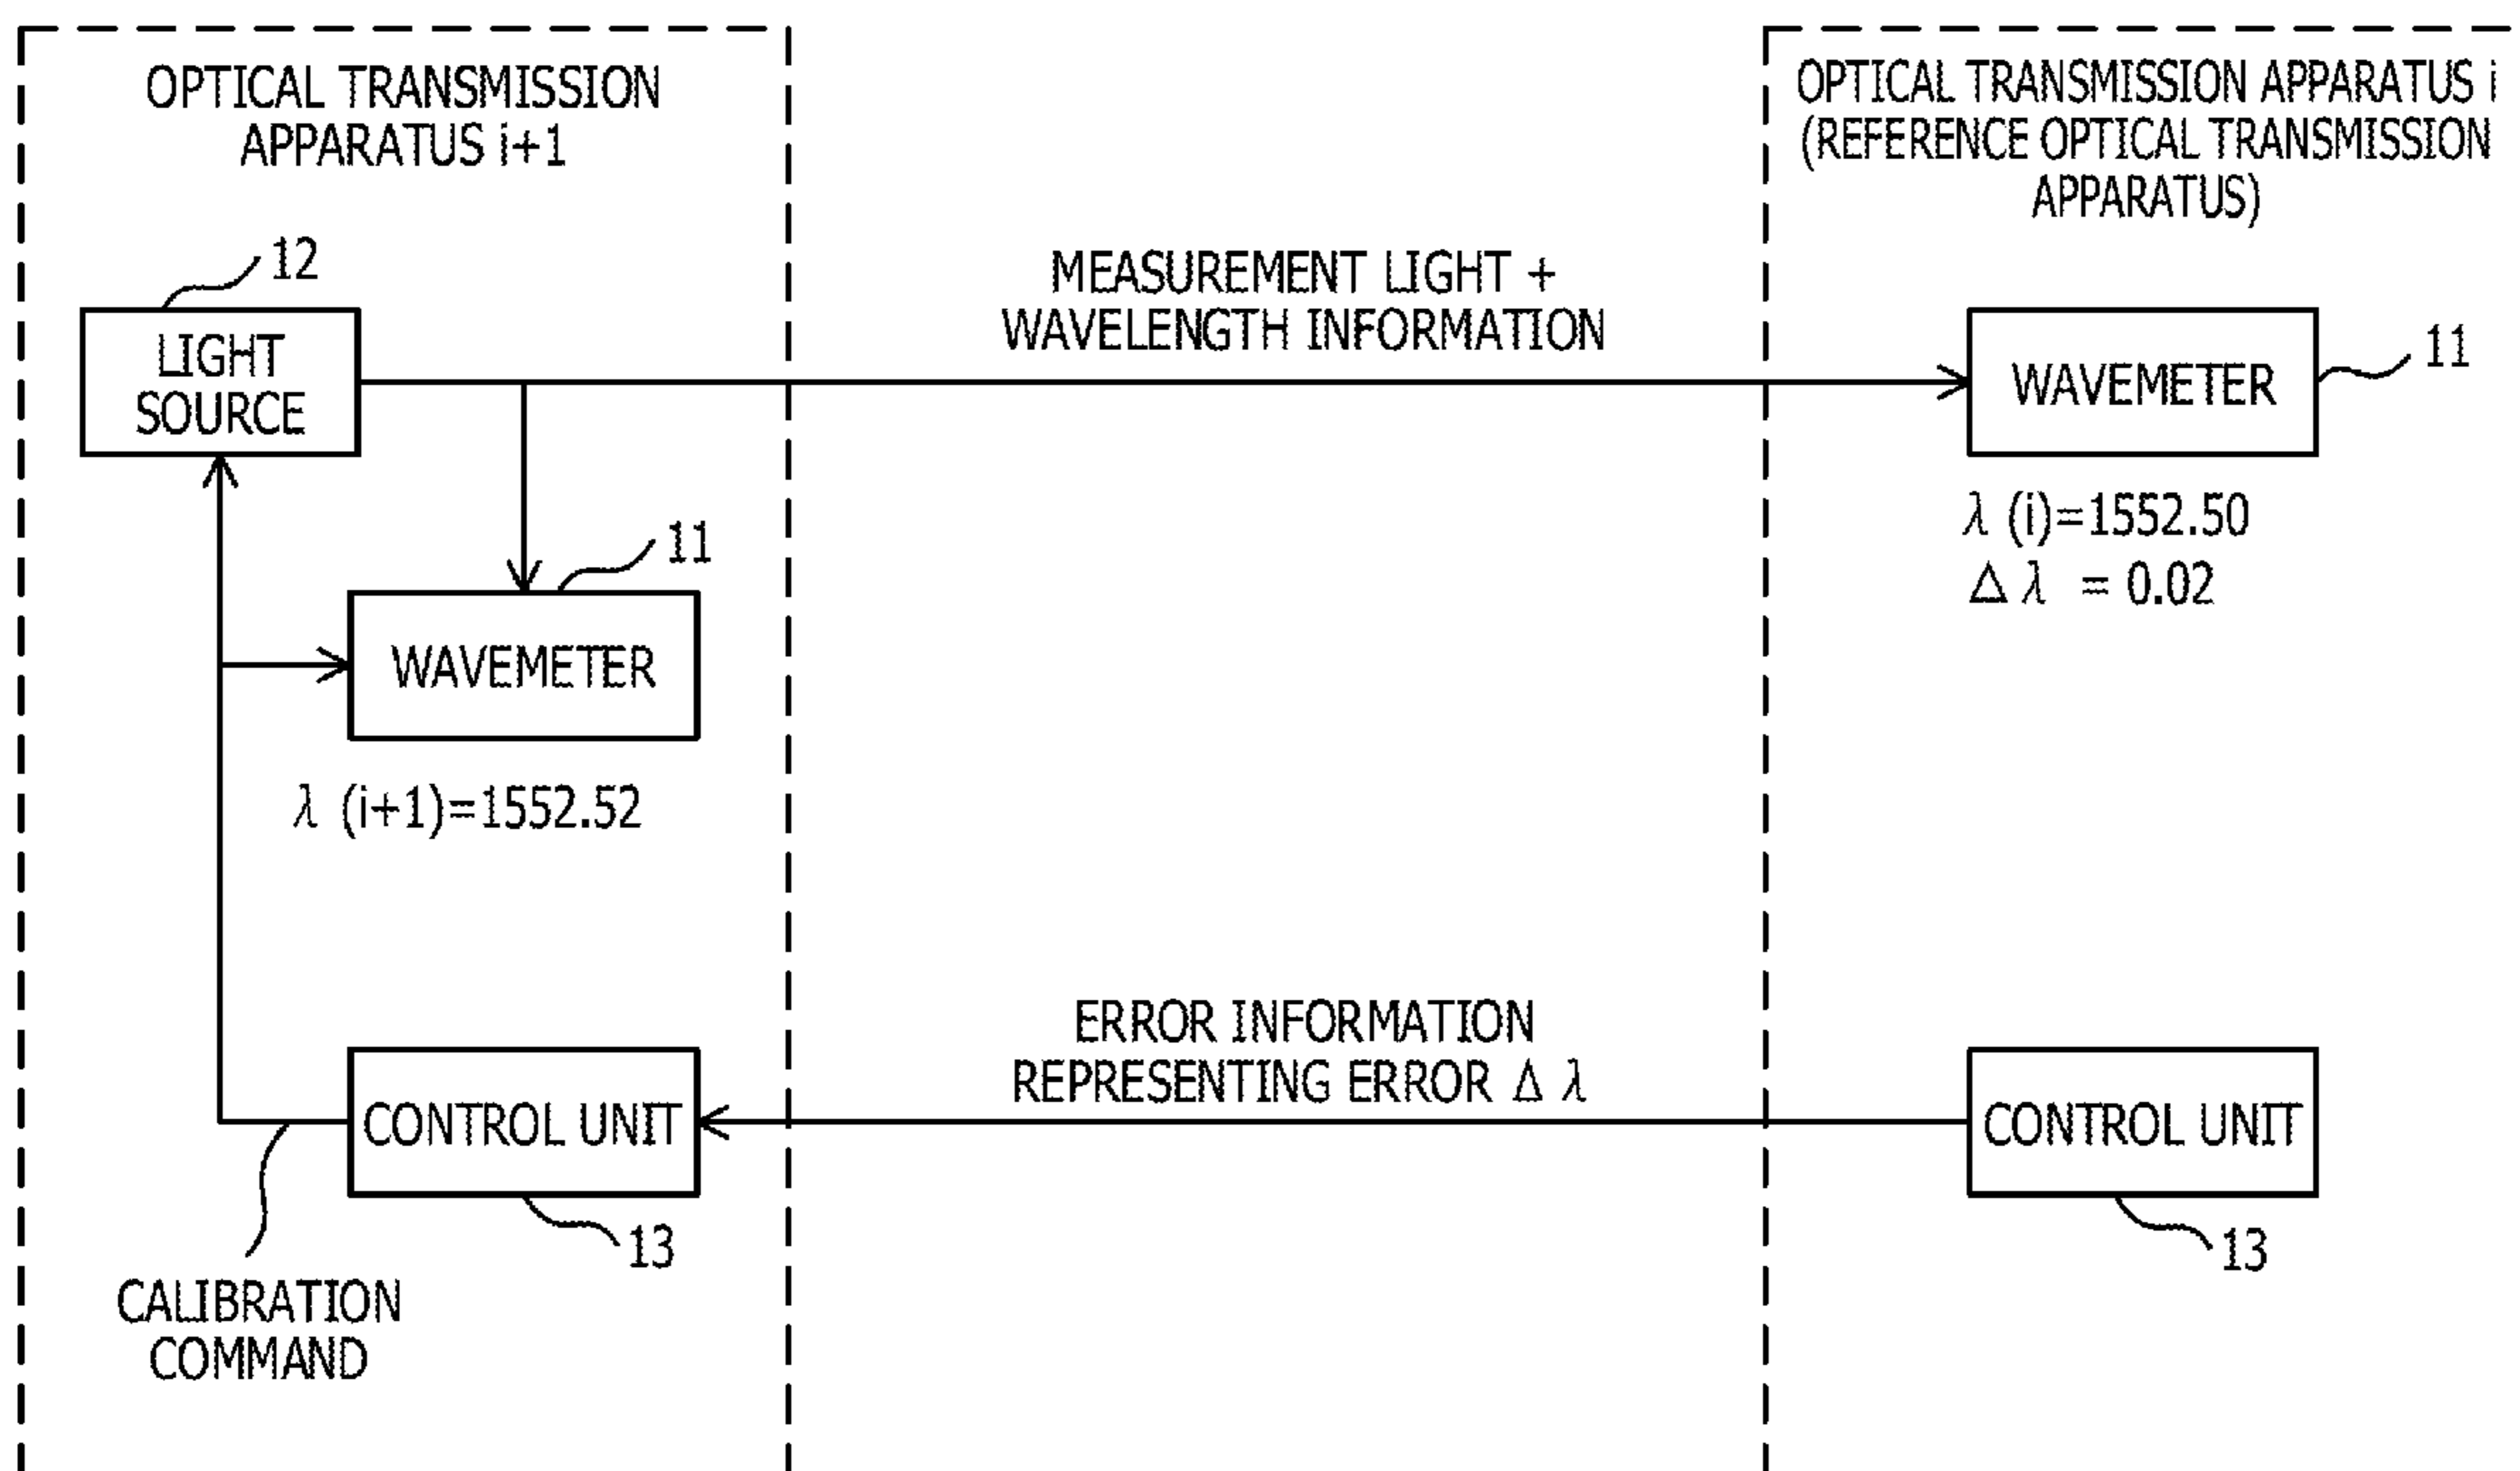 OPTICAL TRANSMISSION
APPARATUS i+1
OPTICAL TRANSMISSION APPARATUS i
(REFERENCE OPTICAL TRANSMISSION
APPARATUS)
12
LIGHT
SOURCE
MEASUREMENT LIGHT +
WAVELENGTH INFORMATION
WAVEMETER
11
λ (i)=1552.50
Δ λ = 0.02
11
WAVEMETER
λ (i+1)=1552.52
ERROR INFORMATION
REPRESENTING ERROR Δ λ
CONTROL UNIT
13
CONTROL UNIT
13
CALIBRATION
COMMAND